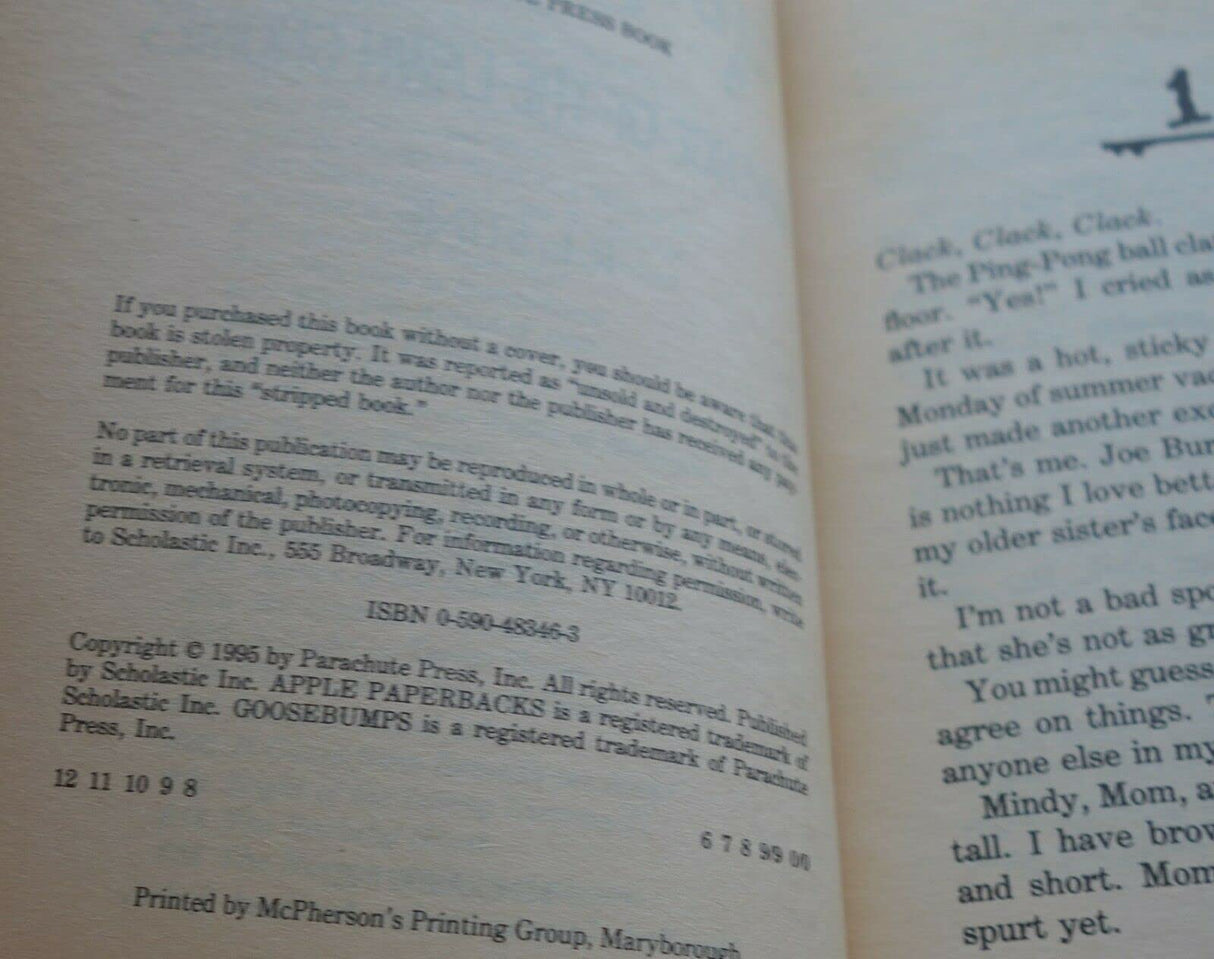 PRESS BOOK
If you purchased this book without a cover, you should be aware that this
book is stolen property. It was reported as "unsold and destroyed" to the
publisher, and neither the author nor the publisher has received any pay-
ment for this "stripped book."
No part of this publication may be reproduced in whole or in part, or stored
in a retrieval system, or transmitted in any form or by any means, elec-
tronic, mechanical, photocopying, recording, or otherwise, without written
permission of the publisher. For information regarding permission, write
to Scholastic Inc., 555 Broadway, New York, NY 10012.
ISBN 0-590-48346-3
Copyright © 1995 by Parachute Press, Inc. All rights reserved. Published
by Scholastic Inc. APPLE PAPERBACKS is a registered trademark of
Scholastic Inc. GOOSEBUMPS is a registered trademark of Parachute
Press, Inc.
12 11 10 9 8
6 7 8 99 00
Printed by McPherson's Printing Group, Maryborough
1
Clack, Clack, Clack.
The Ping-Pong ball cla
floor. "Yes!" I cried as
after it.
It was a hot, sticky
Monday of summer va
just made another ex
That's me. Joe Bur
is nothing I love bett
my older sister's face
it.
I'm not a bad spo
that she's not as gr
You might guess
agree on things.
anyone else in my
Mindy, Mom, a
tall. I have brow
and short. Mom
spurt yet.